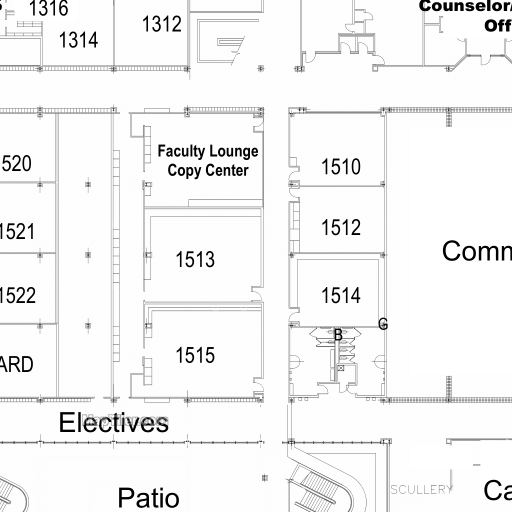 1316
1314
1312
Counselor/
Off
Faculty Lounge
Copy Center
1510
520
1521
1512
1513
Comm
1522
1514
B
G
1515
ARD
Electives
Patio
SCULLERY
Ca